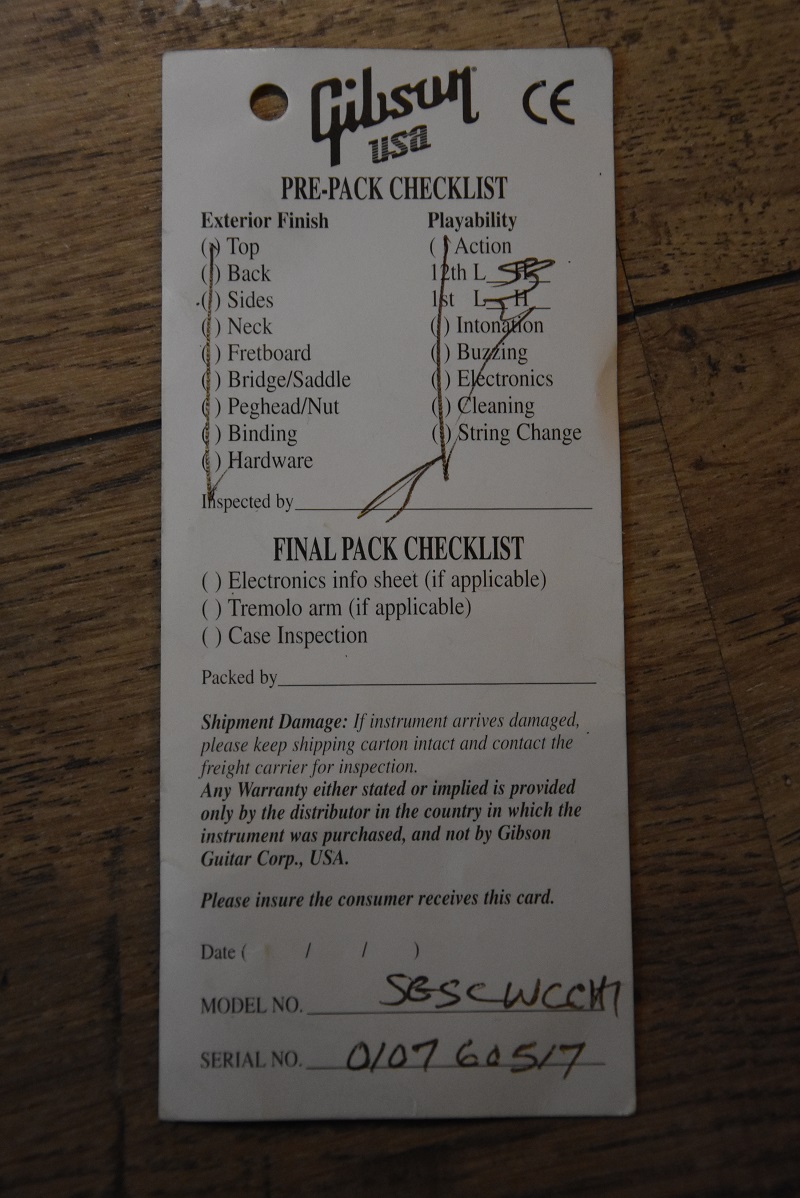 Gibson
usa
CE
PRE-PACK CHECKLIST
Exterior Finish
( ) Top
( ) Back
( ) Sides
( ) Neck
( ) Fretboard
( ) Bridge/Saddle
( ) Peghead/Nut
( ) Binding
( ) Hardware
Playability
( ) Action
12th L
1st L H
( ) Intonation
( ) Buzzing
( ) Electronics
( ) Cleaning
( ) String Change
Inspected by
FINAL PACK CHECKLIST
( ) Electronics info sheet (if applicable)
( ) Tremolo arm (if applicable)
( ) Case Inspection
Packed by
Shipment Damage: If instrument arrives damaged,
please keep shipping carton intact and contact the
freight carrier for inspection.
Any Warranty either stated or implied is provided
only by the distributor in the country in which the
instrument was purchased, and not by Gibson
Guitar Corp., USA.
Please insure the consumer receives this card.
Date ( / / )
MODEL NO. SGSCWCCH1
SERIAL NO. 0107 60517